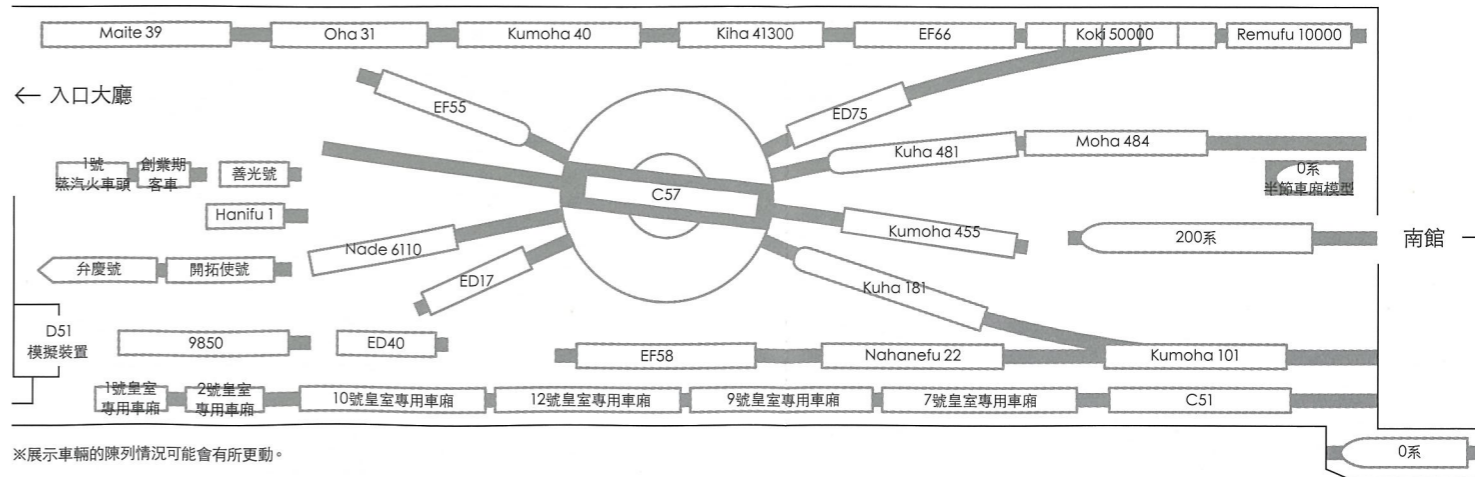 Maite 39
Oha 31
Kumoha 40
Kiha 41300
EF66
Koki 50000
Remufu 10000
← 入口大廳
EF55
ED75
Kuha 481
Moha 484
1號
蒸汽火車頭
創業期
客車
善光號
0系
半節車廂模型
C57
Hanifu 1
Nade 6110
Kumoha 455
200系
南館
弁慶號
開拓使號
ED17
Kuha 181
D51
模擬裝置
9850
ED40
EF58
Nahanefu 22
Kumoha 101
1號皇室
專用車廂
2號皇室
專用車廂
10號皇室專用車廂
12號皇室專用車廂
9號皇室專用車廂
7號皇室專用車廂
C51
※展示車輛的陳列情況可能會有所更動。
0系